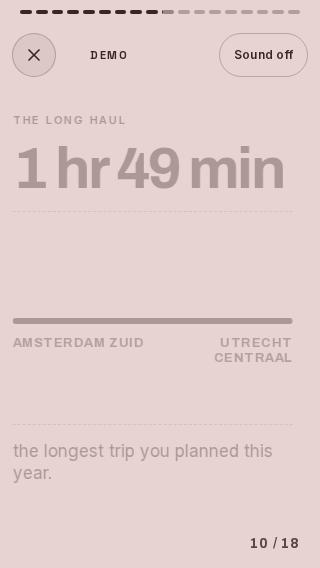 DEMO
Sound off
THE LONG HAUL
1 hr 49 min
AMSTERDAM ZUID
UTRECHT
CENTRAAL
the longest trip you planned this
year.
10 / 18